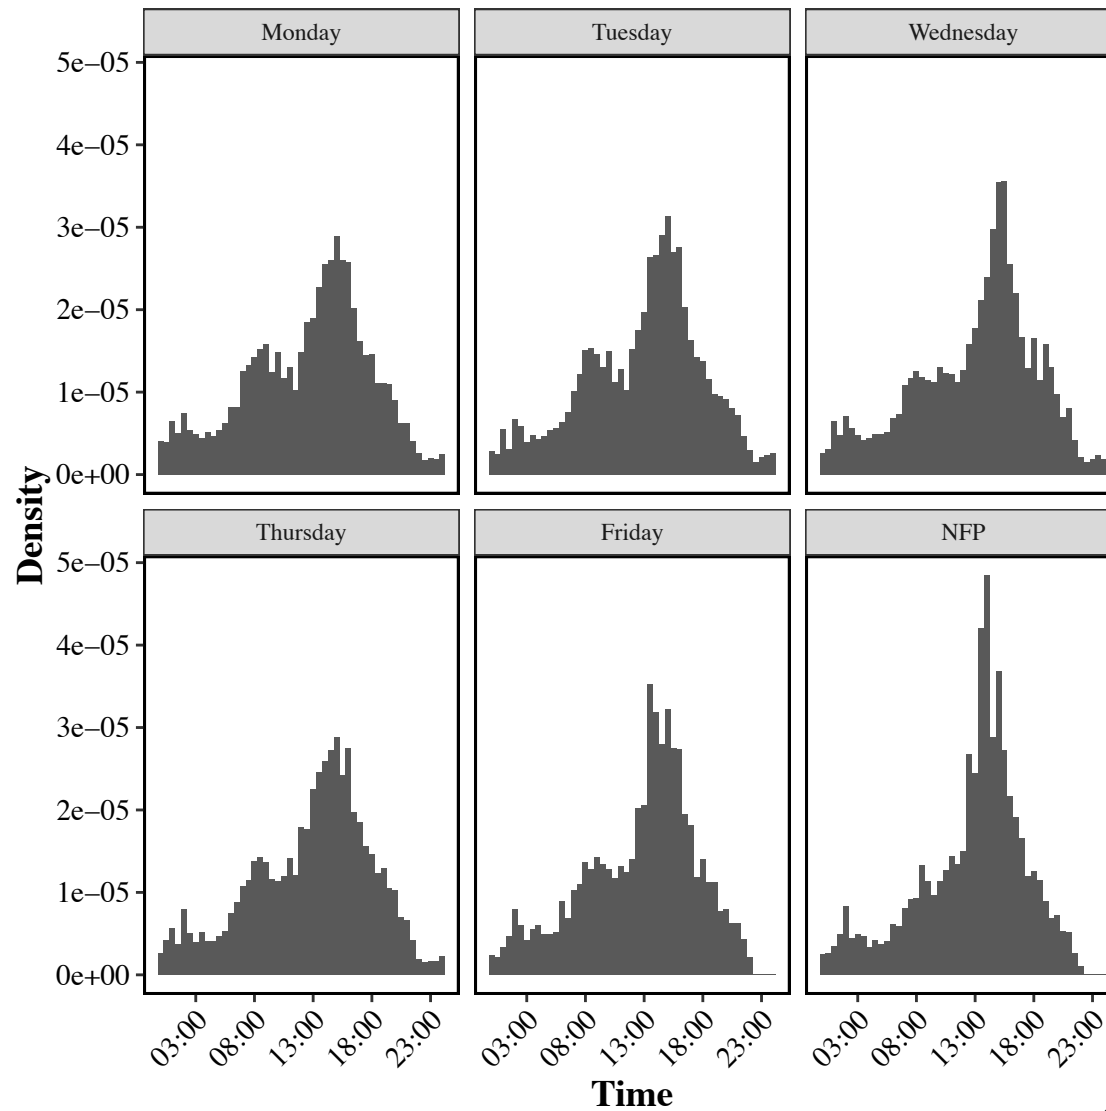 Monday Tuesday Wednesday
5e−05
4e−05
3e−05
2e−05
1e−05
0e+00
Density
Thursday Friday NFP
5e−05
4e−05
3e−05
2e−05
1e−05
0e+00
03:00 08:00 13:00 18:00 23:00 03:00 08:00 13:00 18:00 23:00 03:00 08:00 13:00 18:00 23:00
Time